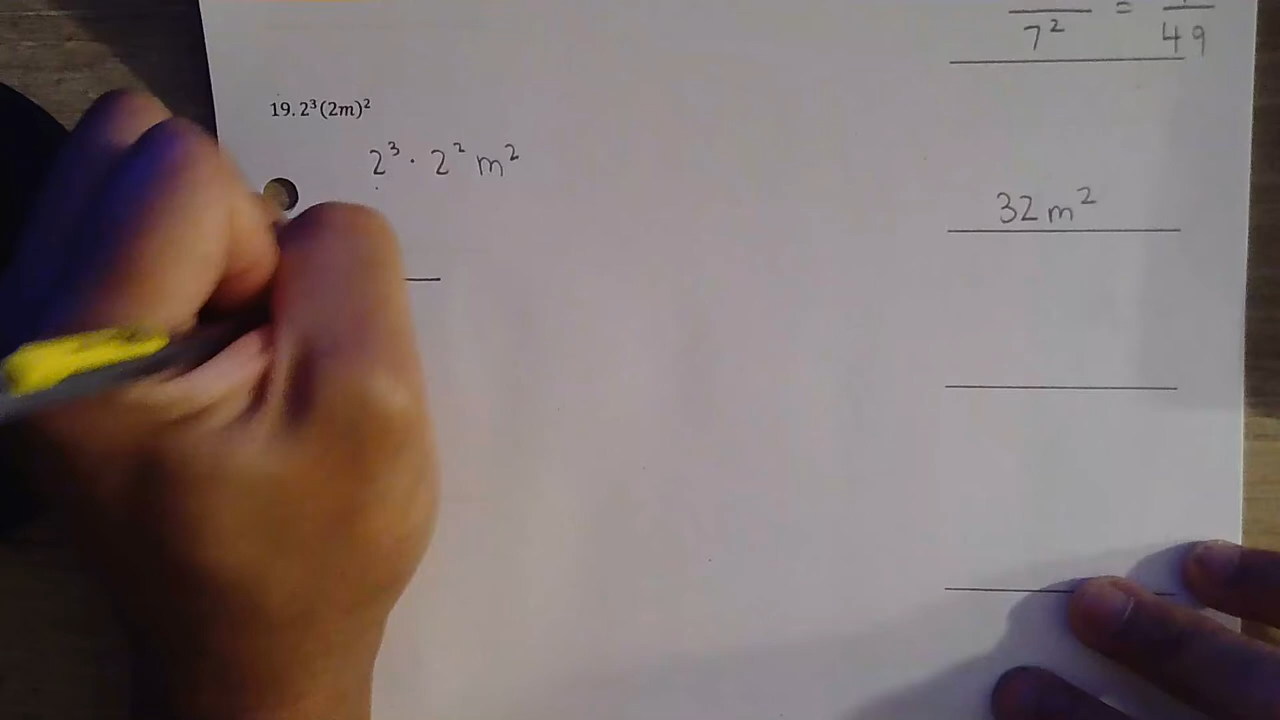 7² = 49
19. 2³(2m)²
2³ · 2² m²
32 m²